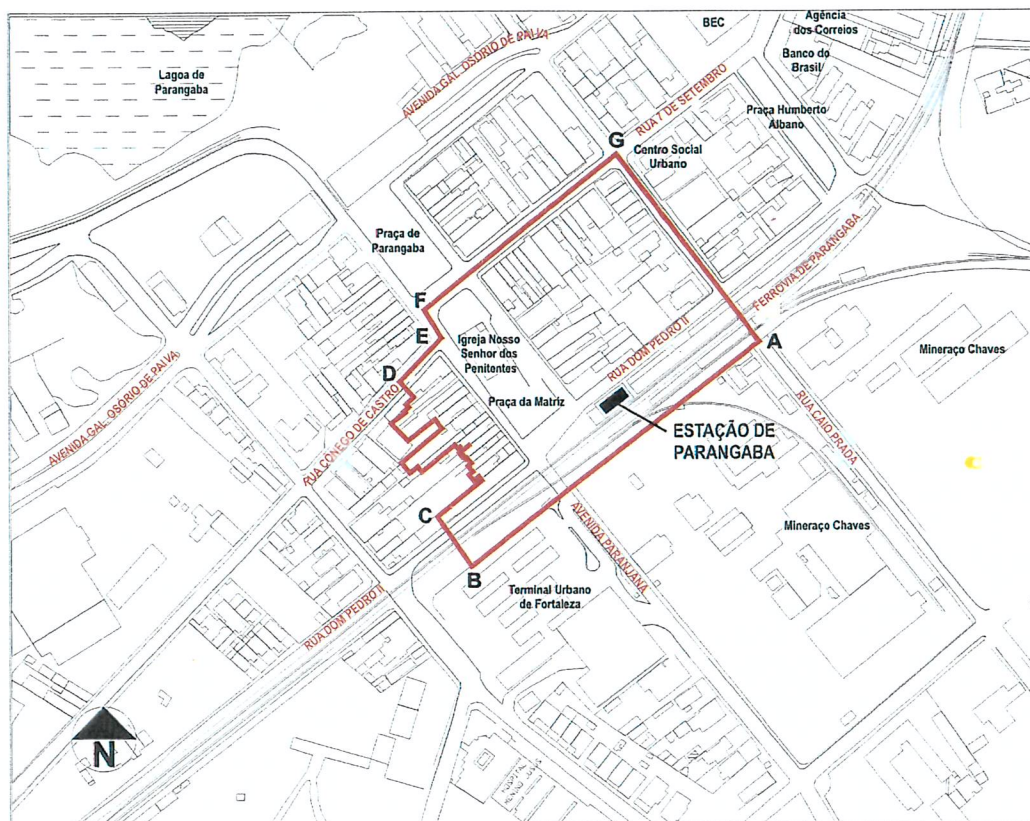 BEC
Agência
dos Correios
Banco do
Brasil
Lagoa de
Parangaba
AVENIDA GAL. OSORIO DE PAIVA
RUA 7 DE SETEMBRO
Praça Humberto
Albano
G
Centro Social
Urbano
Praça de
Parangaba
FERROVIA DE PARANGABA
F
E
Igreja Nosso
Senhor dos
Penitentes
RUA DOM PEDRO II
A
Mineraço Chaves
D
Praça da Matriz
ESTAÇÃO DE
PARANGABA
RUA CAIO PRADA
AVENIDA GAL. OSORIO DE PAIVA
RUA CÔNEGO DE CASTRO
C
Mineraço Chaves
AVENIDA PARANJANA
B
Terminal Urbano
de Fortaleza
RUA DOM PEDRO II
N